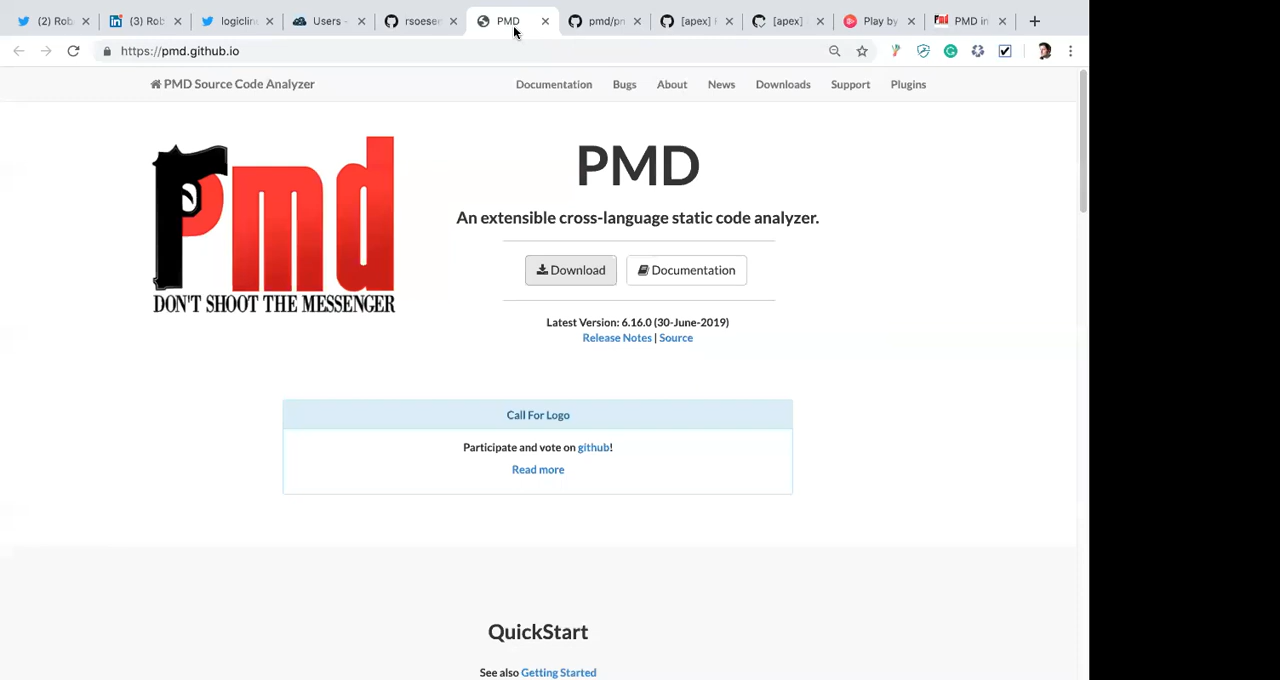 (2) Rob
(3) Rob
logiclin
Users -
rsoesen
PMD
pmd/pm
[apex] F
[apex]
Play by
PMD in
https://pmd.github.io
PMD Source Code Analyzer
Documentation
Bugs
About
News
Downloads
Support
Plugins
pmd
DON'T SHOOT THE MESSENGER
PMD
An extensible cross-language static code analyzer.
Download
Documentation
Latest Version: 6.16.0 (30-June-2019)
Release Notes | Source
Call For Logo
Participate and vote on github!
Read more
QuickStart
See also Getting Started